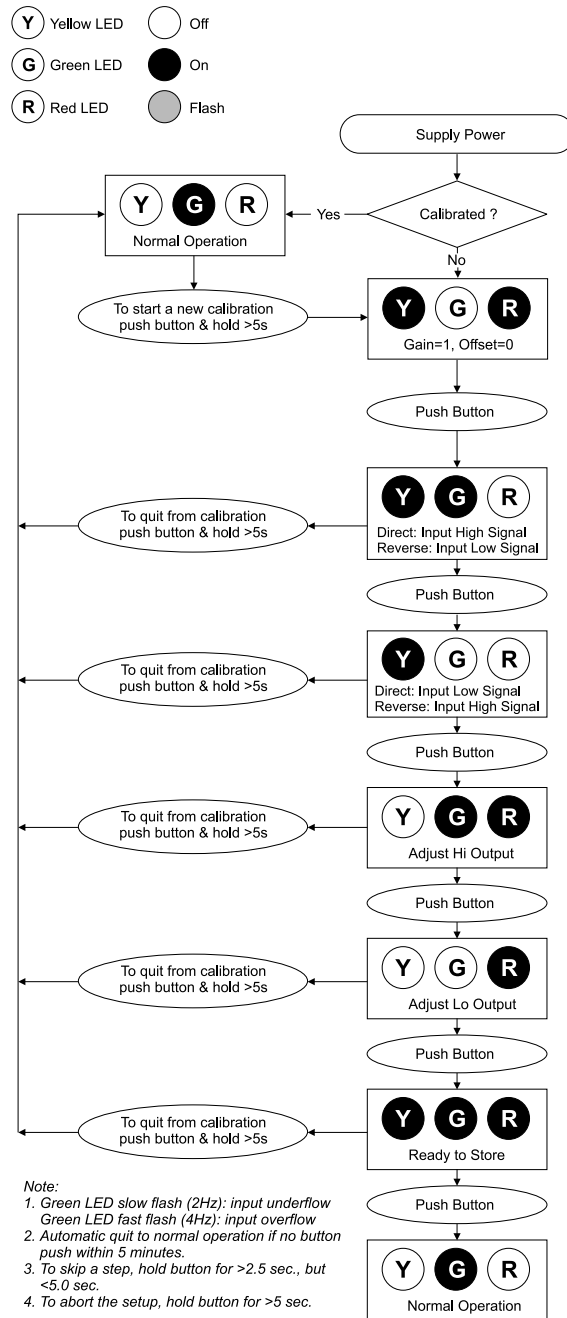 Y Yellow LED Off
G Green LED On
R Red LED Flash
Supply Power
Y G R
Normal Operation
Yes
Calibrated ?
No
To start a new calibration
push button & hold >5s
Y G R
Gain=1, Offset=0
Push Button
Y G R
Direct: Input High Signal
Reverse: Input Low Signal
To quit from calibration
push button & hold >5s
Push Button
Y G R
Direct: Input Low Signal
Reverse: Input High Signal
To quit from calibration
push button & hold >5s
Push Button
Y G R
Adjust Hi Output
To quit from calibration
push button & hold >5s
Push Button
Y G R
Adjust Lo Output
To quit from calibration
push button & hold >5s
Push Button
Y G R
Ready to Store
To quit from calibration
push button & hold >5s
Push Button
Y G R
Normal Operation
Note:
1. Green LED slow flash (2Hz): input underflow
Green LED fast flash (4Hz): input overflow
2. Automatic quit to normal operation if no button
push within 5 minutes.
3. To skip a step, hold button for >2.5 sec., but
<5.0 sec.
4. To abort the setup, hold button for >5 sec.